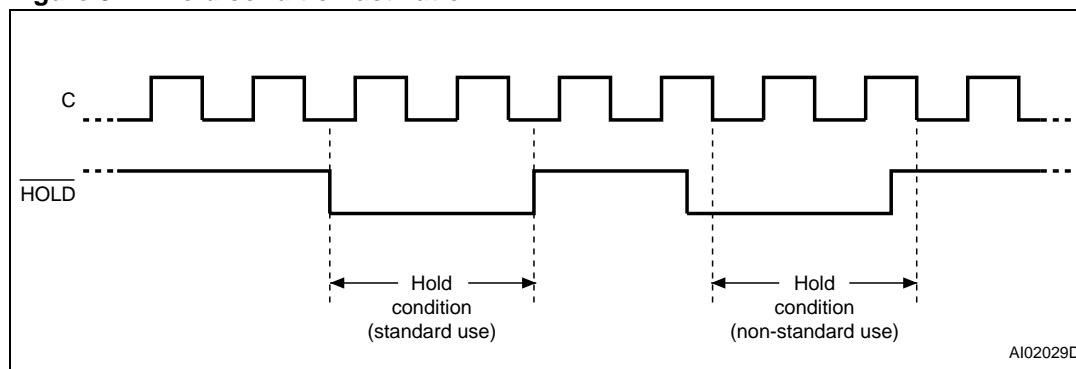 C
HOLD
Hold
condition
(standard use)
Hold
condition
(non-standard use)
AI02029D